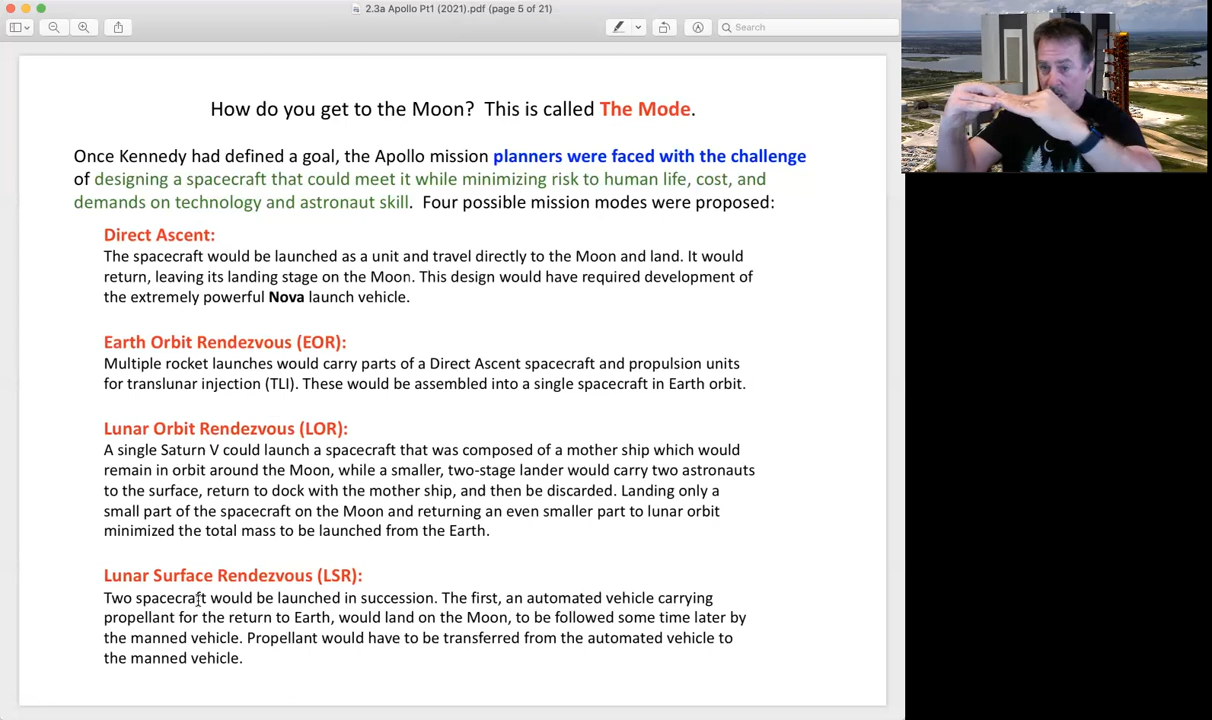 2.3a Apollo Pt1 (2021).pdf (page 5 of 21)
Search
How do you get to the Moon? This is called The Mode.
Once Kennedy had defined a goal, the Apollo mission planners were faced with the challenge
of designing a spacecraft that could meet it while minimizing risk to human life, cost, and
demands on technology and astronaut skill. Four possible mission modes were proposed:
Direct Ascent:
The spacecraft would be launched as a unit and travel directly to the Moon and land. It would
return, leaving its landing stage on the Moon. This design would have required development of
the extremely powerful Nova launch vehicle.
Earth Orbit Rendezvous (EOR):
Multiple rocket launches would carry parts of a Direct Ascent spacecraft and propulsion units
for translunar injection (TLI). These would be assembled into a single spacecraft in Earth orbit.
Lunar Orbit Rendezvous (LOR):
A single Saturn V could launch a spacecraft that was composed of a mother ship which would
remain in orbit around the Moon, while a smaller, two-stage lander would carry two astronauts
to the surface, return to dock with the mother ship, and then be discarded. Landing only a
small part of the spacecraft on the Moon and returning an even smaller part to lunar orbit
minimized the total mass to be launched from the Earth.
Lunar Surface Rendezvous (LSR):
Two spacecraft would be launched in succession. The first, an automated vehicle carrying
propellant for the return to Earth, would land on the Moon, to be followed some time later by
the manned vehicle. Propellant would have to be transferred from the automated vehicle to
the manned vehicle.